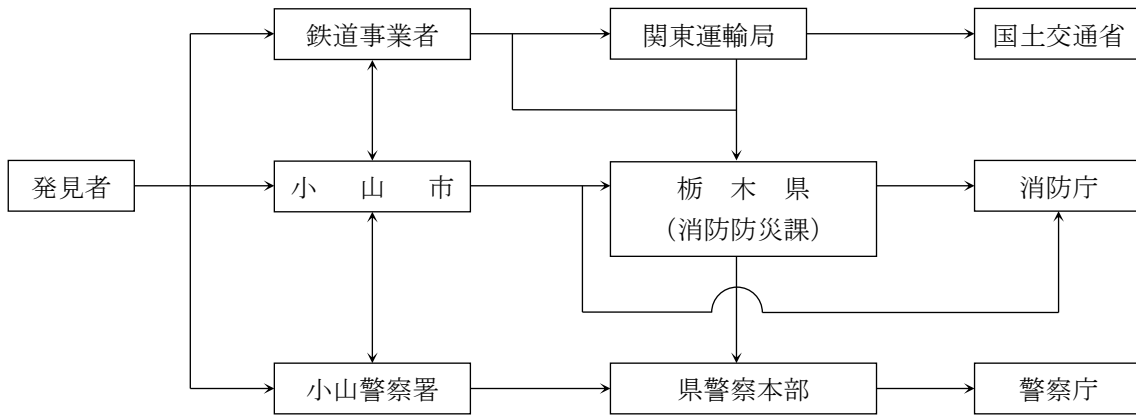 鉄道事業者
関東運輸局
国土交通省
発見者
小 山 市
栃 木 県
（消防防災課）
消防庁
小山警察署
県警察本部
警察庁